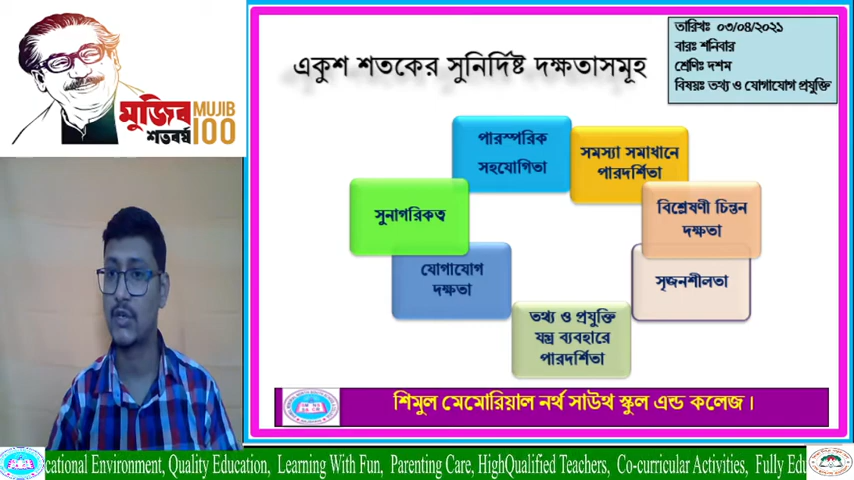 মুজিব
শতবর্ষ
MUJIB
100
একুশ শতকের সুনির্দিষ্ট দক্ষতাসমূহ
তারিখঃ ০৩/০৪/২০২১
বারঃ শনিবার
শ্রেণিঃ দশম
বিষয়ঃ তথ্য ও যোগাযোগ প্রযুক্তি
পারস্পরিক
সহযোগিতা
সমস্যা সমাধানে
পারদর্শিতা
বিশ্লেষণী চিন্তন
দক্ষতা
সৃজনশীলতা
তথ্য ও প্রযুক্তি
যন্ত্র ব্যবহারে
পারদর্শিতা
যোগাযোগ
দক্ষতা
সুনাগরিকত্ব
শিমুল মেমোরিয়াল নর্থ সাউথ স্কুল এন্ড কলেজ।
cational Environment, Quality Education, Learning With Fun, Parenting Care, HighQualified Teachers, Co-curricular Activities, Fully Edu